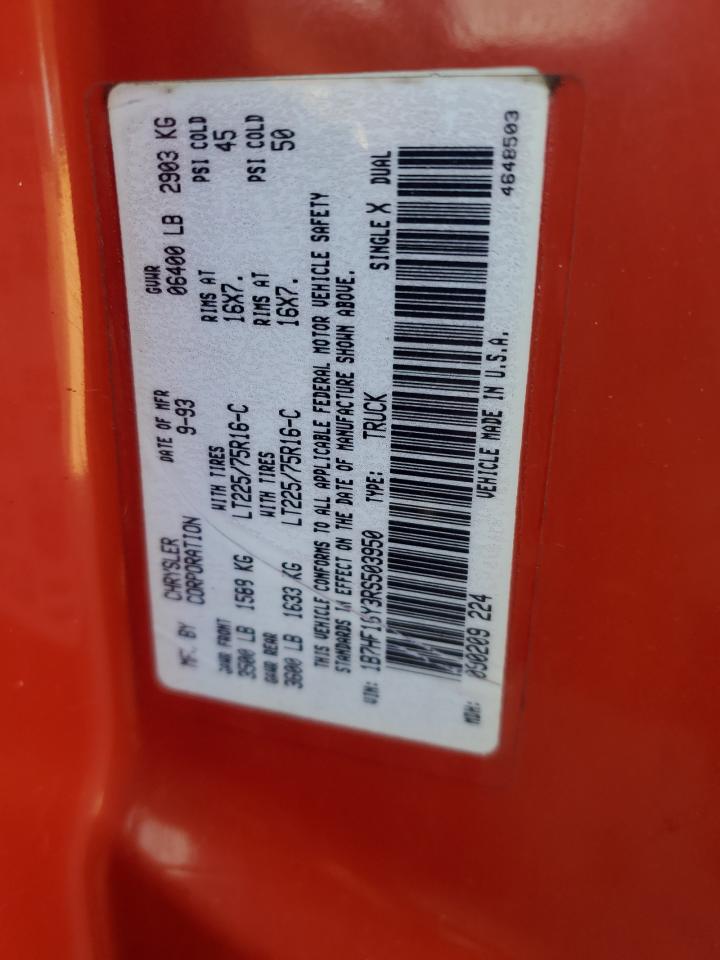 MF. BY CHRYSLER CORPORATION DATE OF MFR 9-93 GVWR 06400 LB 2903 KG
GAWR FRONT WITH TIRES RIMS AT PSI COLD
3500 LB 1589 KG LT225/75R16-C 16X7. 45
GAWR REAR WITH TIRES RIMS AT PSI COLD
3600 LB 1633 KG LT225/75R16-C 16X7. 50
THIS VEHICLE CONFORMS TO ALL APPLICABLE FEDERAL MOTOR VEHICLE SAFETY
STANDARDS IN EFFECT ON THE DATE OF MANUFACTURE SHOWN ABOVE.
VIN: 1B7HF16Y3RS503950 TYPE: TRUCK SINGLE X DUAL
MDH: 090209 224 VEHICLE MADE IN U.S.A. 4648503